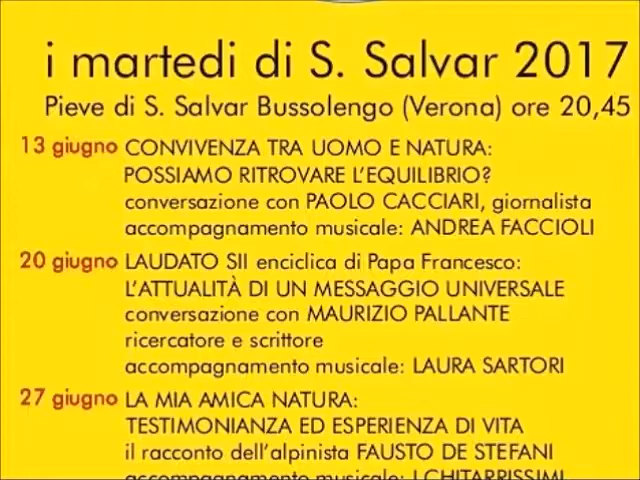 i martedi di S. Salvar 2017
Pieve di S. Salvar Bussolengo (Verona) ore 20,45
13 giugno CONVIVENZA TRA UOMO E NATURA:
POSSIAMO RITROVARE L'EQUILIBRIO?
conversazione con PAOLO CACCIARI, giornalista
accompagnamento musicale: ANDREA FACCIOLI
20 giugno LAUDATO SII enciclica di Papa Francesco:
L'ATTUALITÀ DI UN MESSAGGIO UNIVERSALE
conversazione con MAURIZIO PALLANTE
ricercatore e scrittore
accompagnamento musicale: LAURA SARTORI
27 giugno LA MIA AMICA NATURA:
TESTIMONIANZA ED ESPERIENZA DI VITA
il racconto dell'alpinista FAUSTO DE STEFANI
accompagnamento musicale: I CHITARRISSIMI